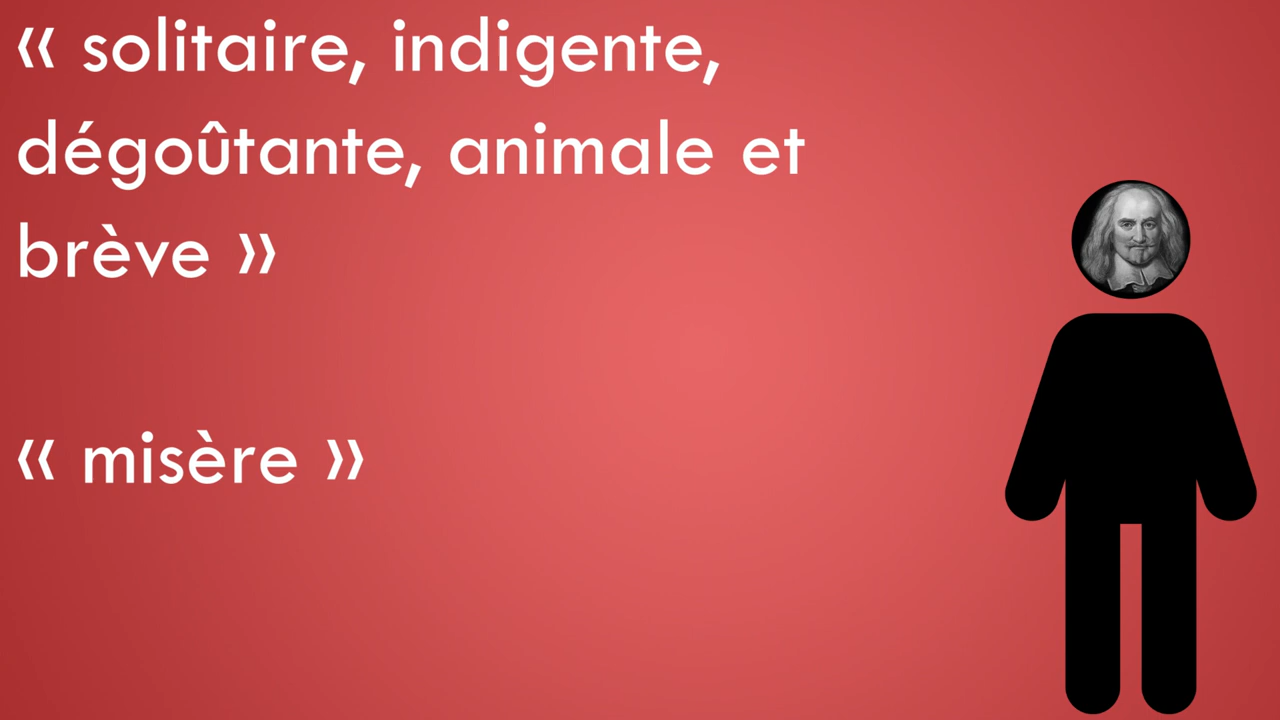 « solitaire, indigente,
dégoûtante, animale et
brève »
« misère »